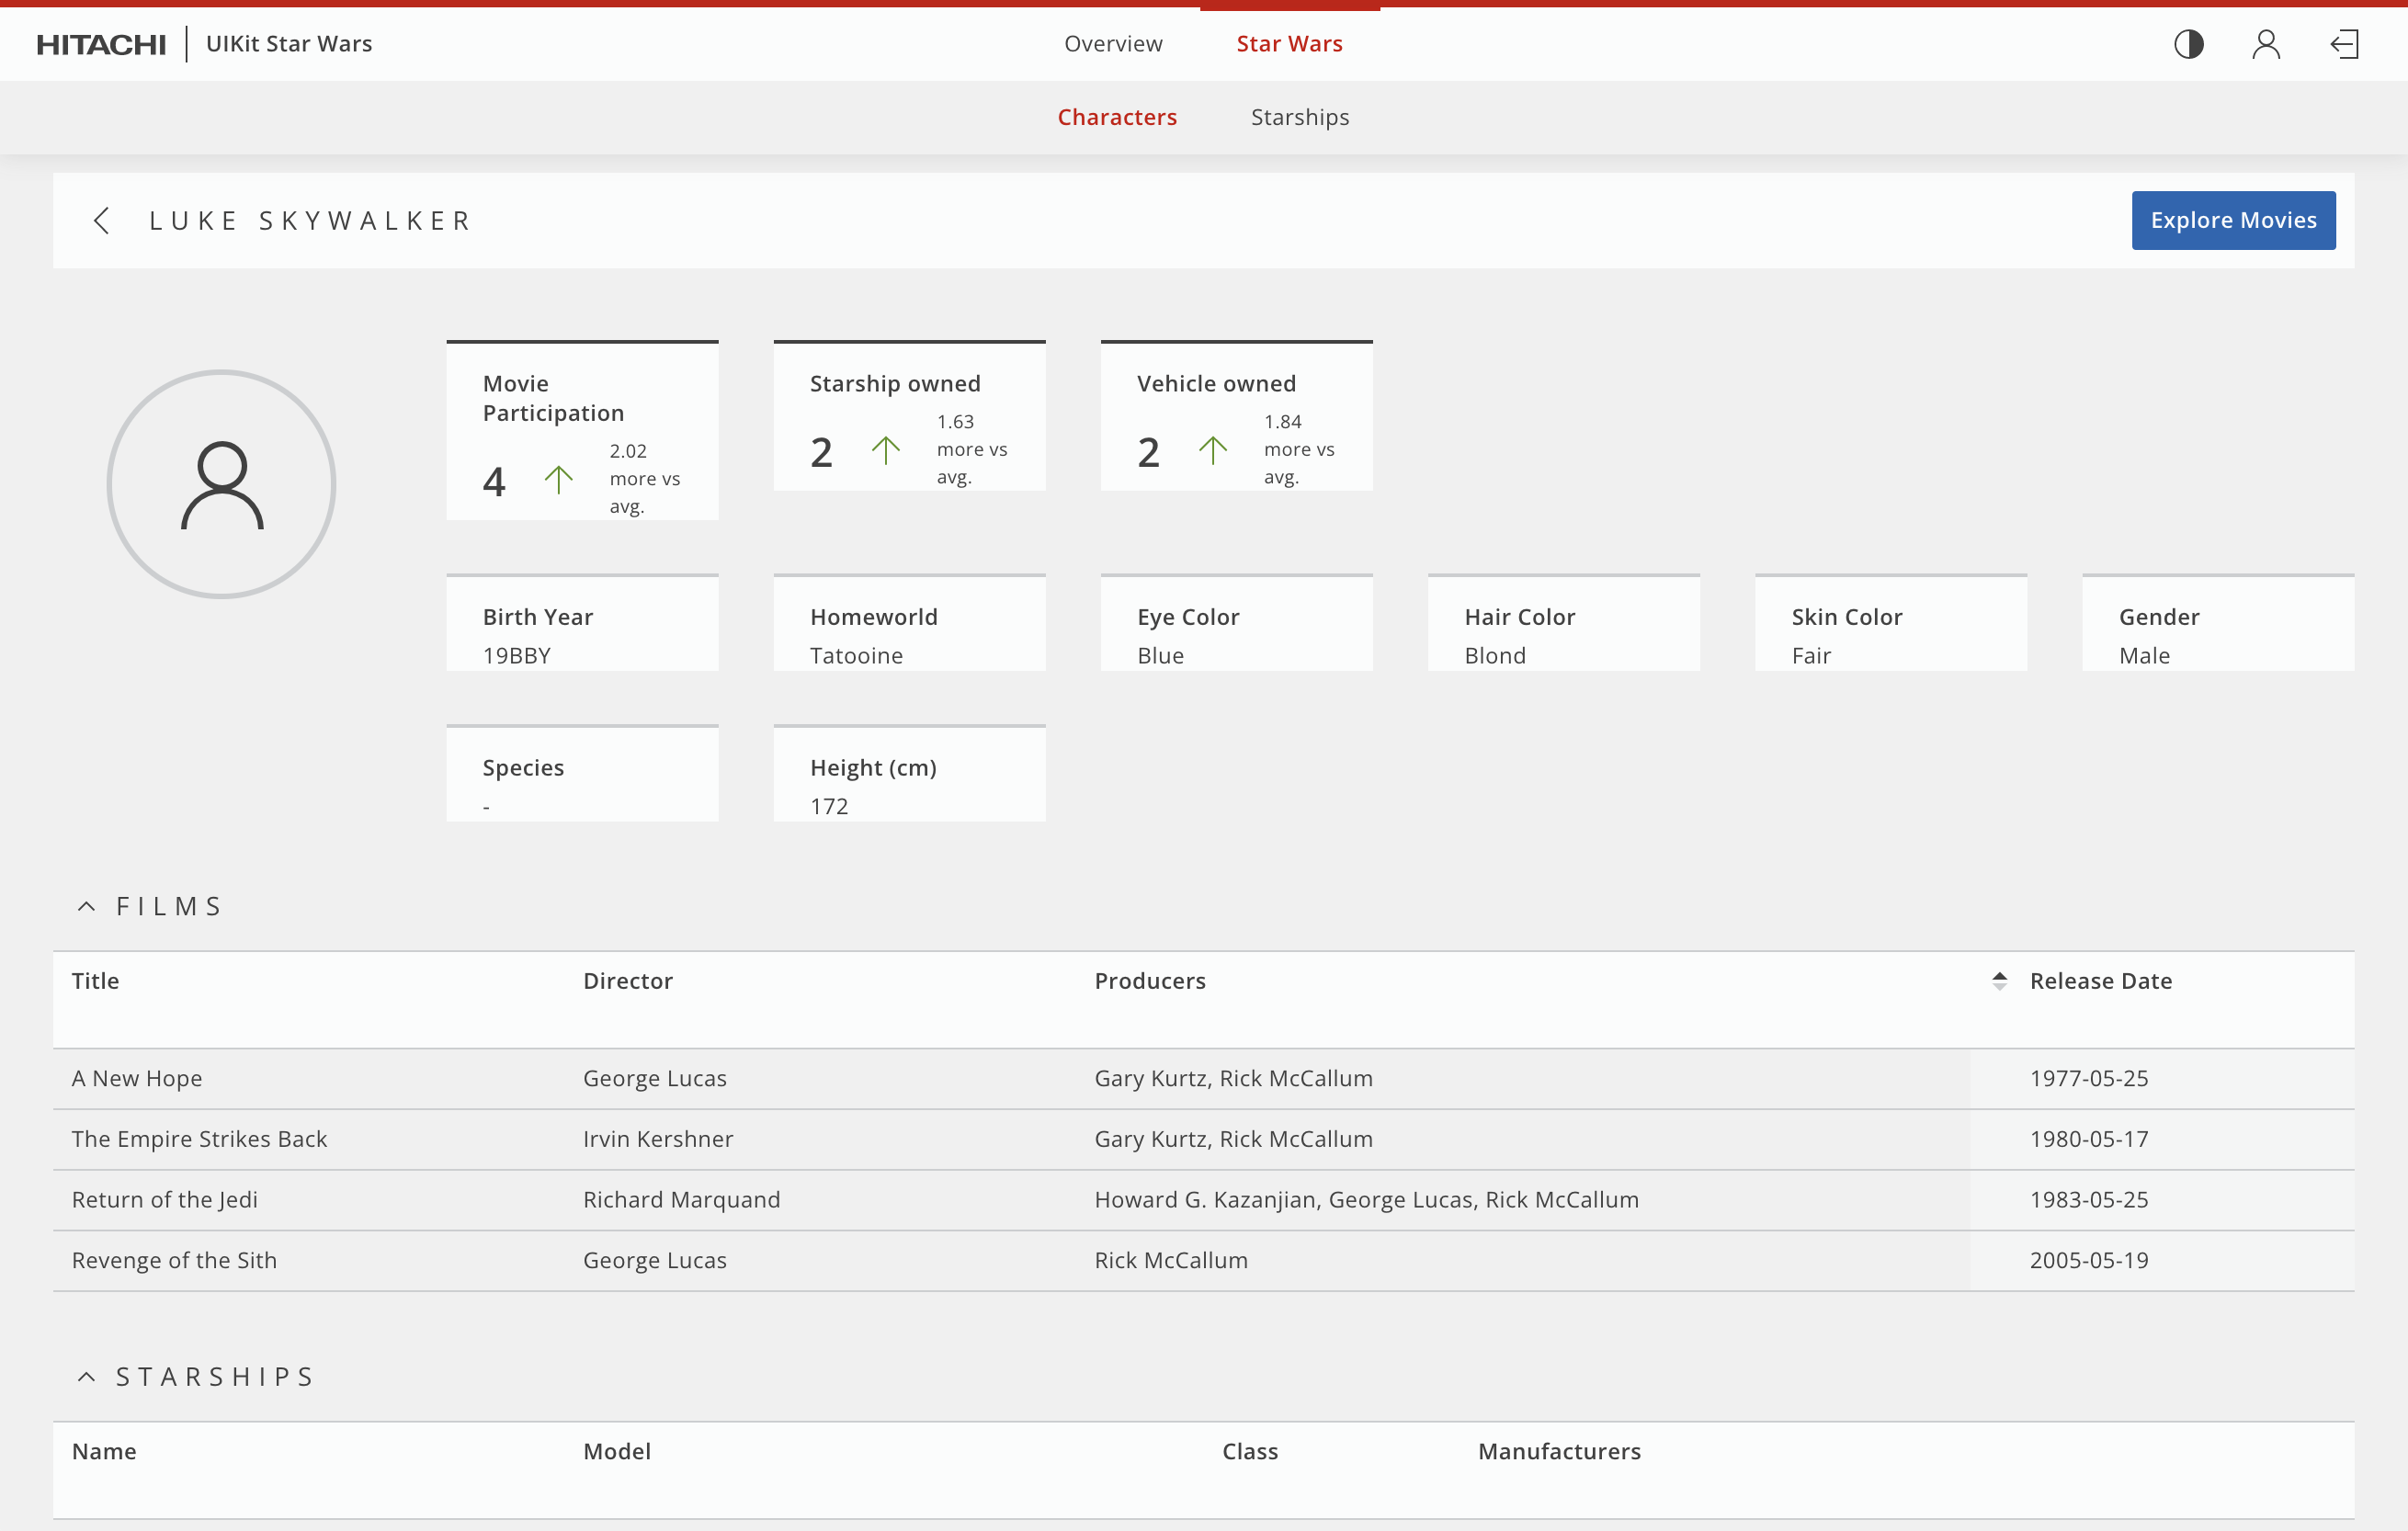 HITACHI
UIKit Star Wars
Overview
Star Wars
Characters
Starships
LUKE SKYWALKER
Explore Movies
Movie
Participation
4
2.02
more vs
avg.
Starship owned
2
1.63
more vs
avg.
Vehicle owned
2
1.84
more vs
avg.
Birth Year
19BBY
Homeworld
Tatooine
Eye Color
Blue
Hair Color
Blond
Skin Color
Fair
Gender
Male
Species
-
Height (cm)
172
FILMS
Title Director Producers Release Date
A New Hope George Lucas Gary Kurtz, Rick McCallum 1977-05-25
The Empire Strikes Back Irvin Kershner Gary Kurtz, Rick McCallum 1980-05-17
Return of the Jedi Richard Marquand Howard G. Kazanjian, George Lucas, Rick McCallum 1983-05-25
Revenge of the Sith George Lucas Rick McCallum 2005-05-19
STARSHIPS
Name Model Class Manufacturers